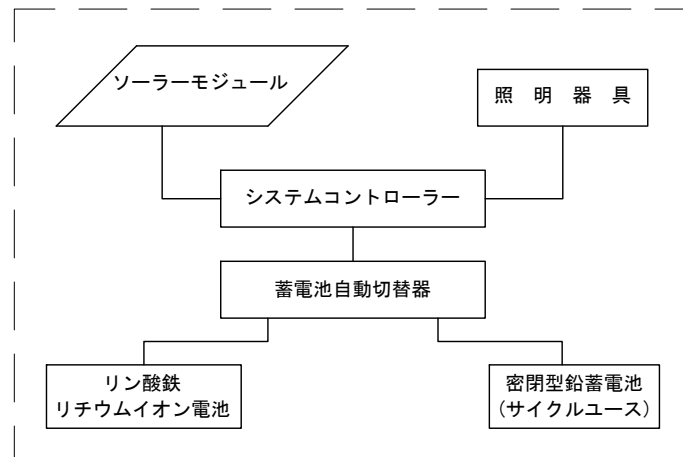 ソーラーモジュール
照 明 器 具
システムコントローラー
蓄電池自動切替器
リン酸鉄
リチウムイオン電池
密閉型鉛蓄電池
(サイクルユース)